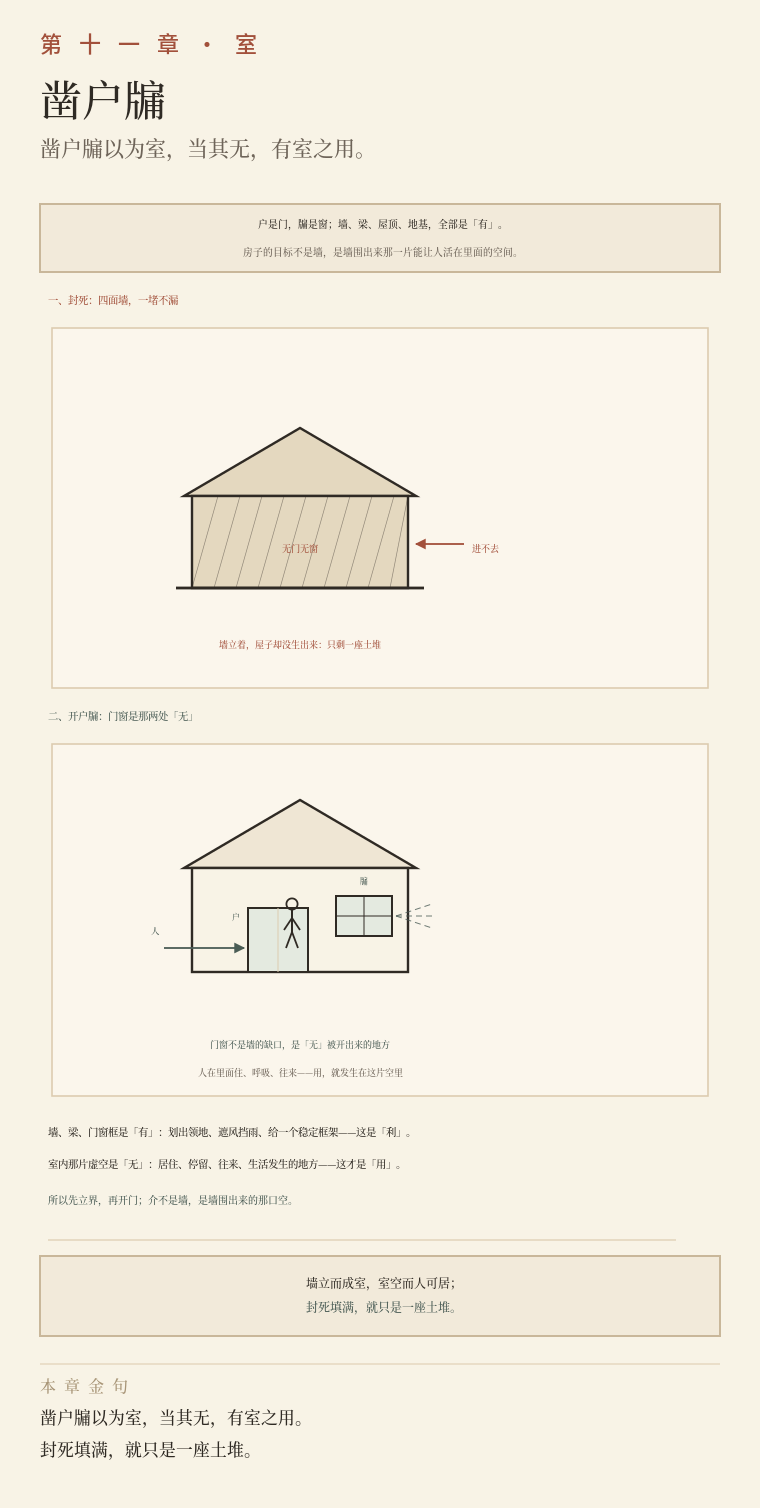 第十一章·室
凿户牖
凿户牖以为室，当其无，有室之用。
户是门，牖是窗；墙、梁、屋顶、地基，全部是「有」。
房子的目标不是墙，是墙围出来那一片能让人活在里面的空间。
一、封死：四面墙，一堵不漏
无门无窗
进不去
墙立着，屋子却没生出来：只剩一座土堆
二、开户牖：门窗是那两处「无」
牖
户
人
门窗不是墙的缺口，是「无」被开出来的地方
人在里面住、呼吸、往来——用，就发生在这片空里
墙、梁、门窗框是「有」：划出领地、遮风挡雨、给一个稳定框架——这是「利」。
室内那片虚空是「无」：居住、停留、往来、生活发生的地方——这才是「用」。
所以先立界，再开门；介不是墙，是墙围出来的那口空。
墙立而成室，室空而人可居；
封死填满，就只是一座土堆。
本章金句
凿户牖以为室，当其无，有室之用。
封死填满，就只是一座土堆。